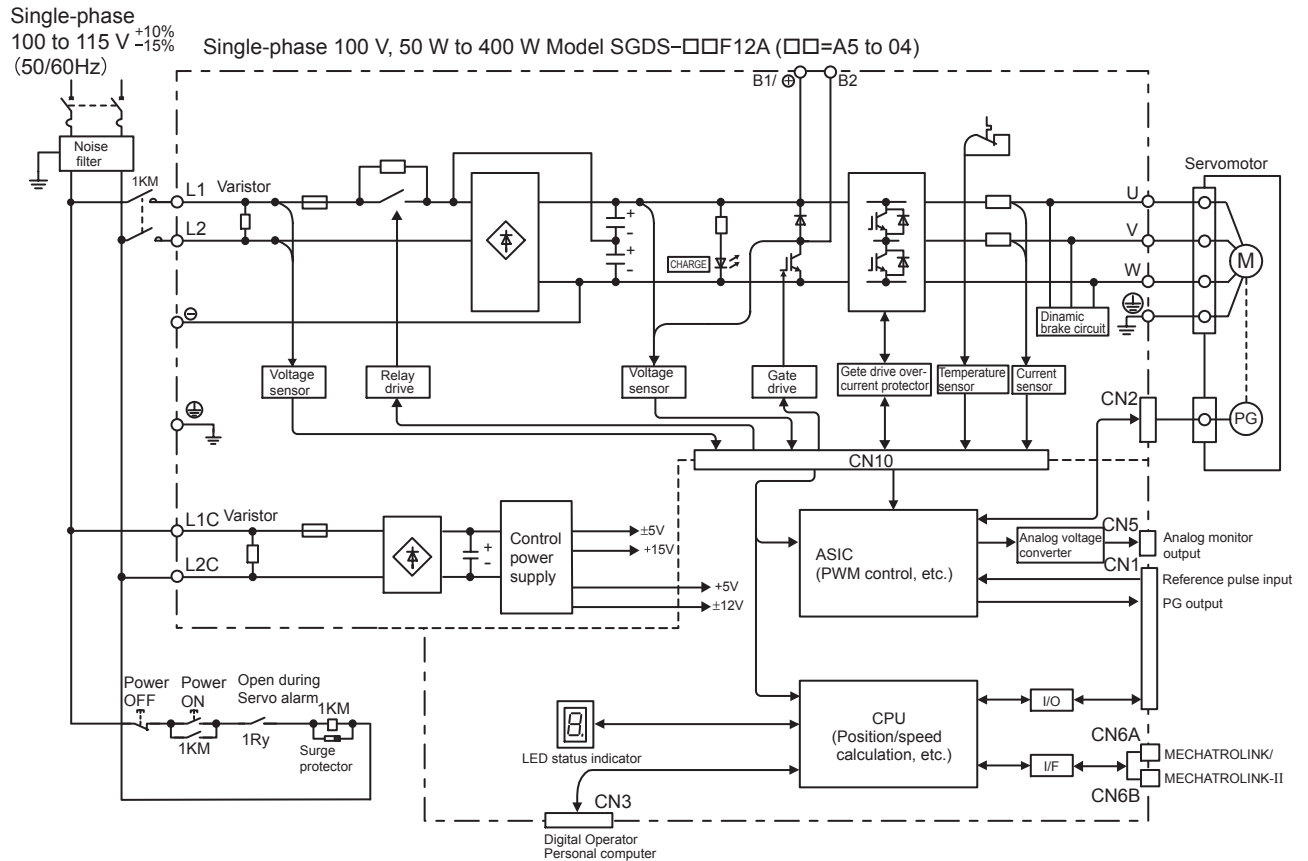 Single-phase
100 to 115 V +10% -15%
(50/60Hz)
Single-phase 100 V, 50 W to 400 W Model SGDS-□□F12A (□□=A5 to 04)
B1/ ⊕ B2
Noise
filter
Servomotor
1KM
L1 Varistor
U
L2
V
+
-
+
-
CHARGE
M
W
⊖
Dinamic
brake circuit
Voltage
sensor
Relay
drive
Voltage
sensor
Gate
drive
Gete drive over-
current protector
Temperature
sensor
Current
sensor
CN2
PG
CN10
L1C Varistor
L2C
+
-
Control
power
supply
±5V
+15V
+5V
±12V
ASIC
(PWM control, etc.)
CN5
Analog voltage
converter
Analog monitor
output
CN1
Reference pulse input
PG output
Power
OFF
Power
ON
Open during
Servo alarm
1KM
1KM
1Ry
Surge
protector
8.
LED status indicator
CPU
(Position/speed
calculation, etc.)
I/O
CN6A
I/F
MECHATROLINK/
MECHATROLINK-II
CN6B
CN3
Digital Operator
Personal computer